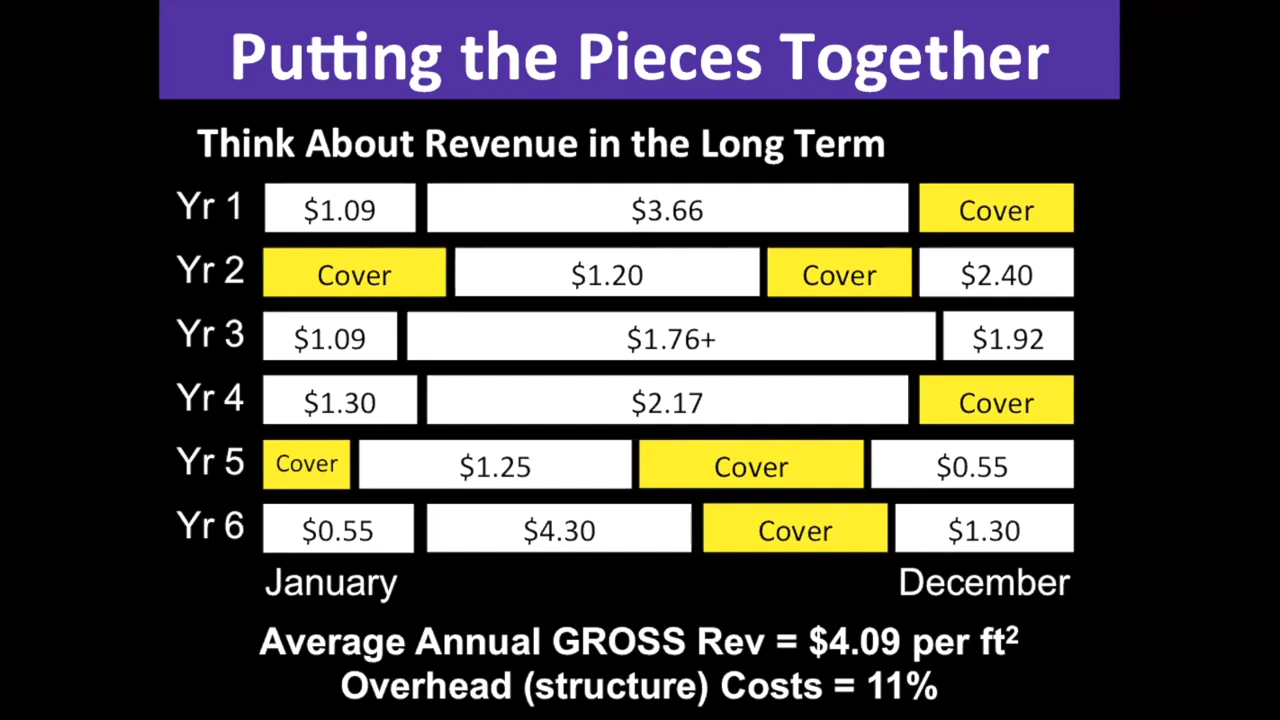 Putting the Pieces Together
Think About Revenue in the Long Term
Yr 1 $1.09 $3.66 Cover
Yr 2 Cover $1.20 Cover $2.40
Yr 3 $1.09 $1.76+ $1.92
Yr 4 $1.30 $2.17 Cover
Yr 5 Cover $1.25 Cover $0.55
Yr 6 $0.55 $4.30 Cover $1.30
January December
Average Annual GROSS Rev = $4.09 per ft²
Overhead (structure) Costs = 11%